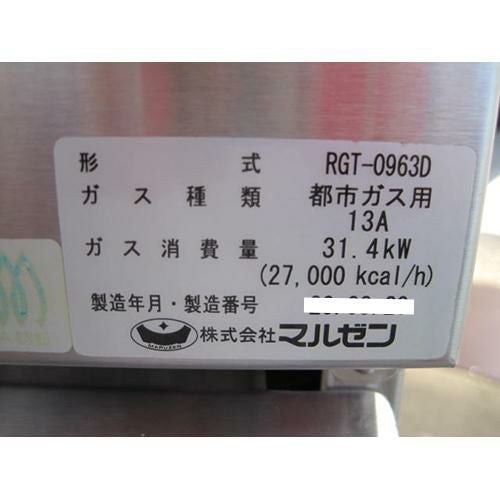 形式 RGT-0963D
ガス種類 都市ガス用
13A
ガス消費量 31.4kW
(27,000 kcal/h)
製造年月・製造番号
MARUZEN 株式会社マルゼン